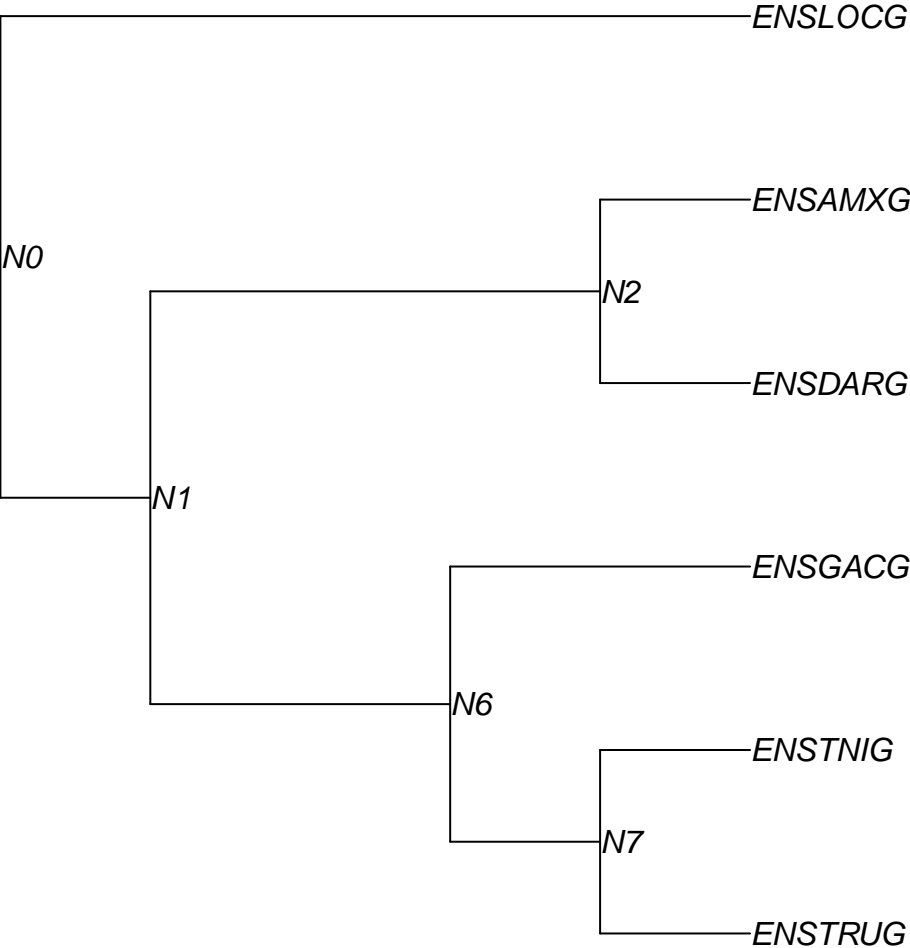 ENSLOCG
ENSAMXG
N0
N2
ENSDARG
N1
ENSGACG
N6
ENSTNIG
N7
ENSTRUG